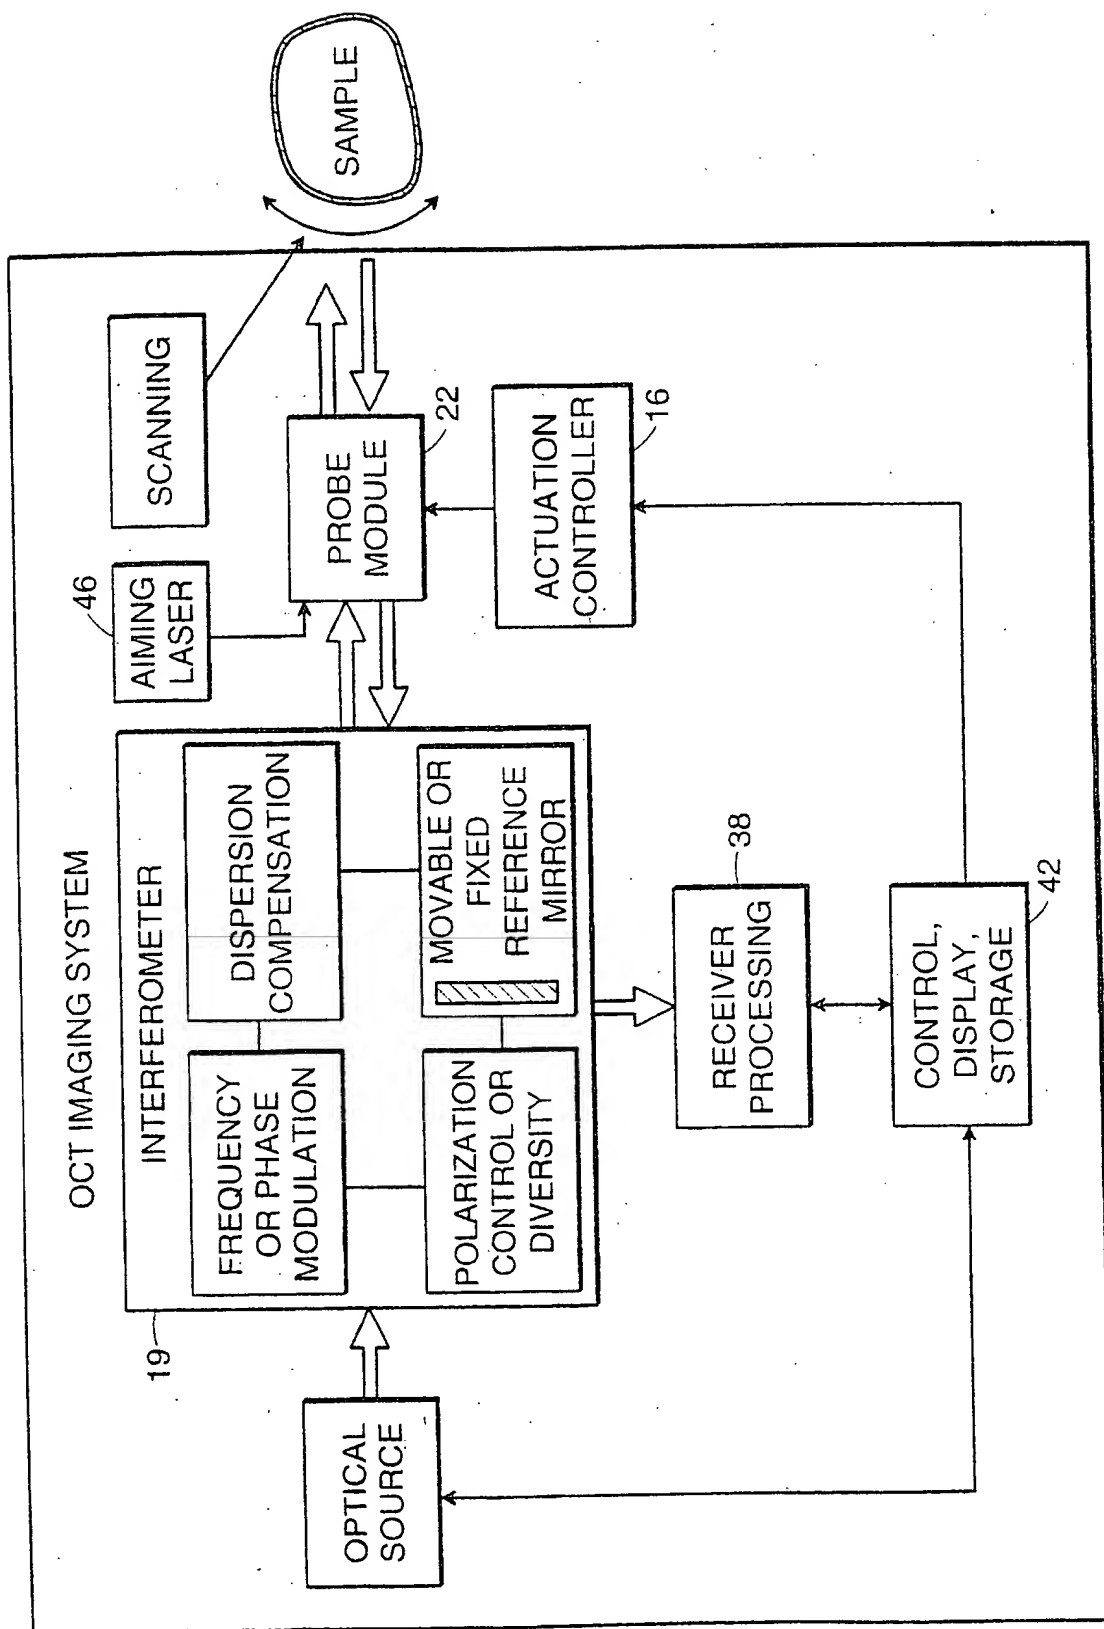 OCT IMAGING SYSTEM
19
INTERFEROMETER
FREQUENCY
OR PHASE
MODULATION
DISPERSION
COMPENSATION
POLARIZATION
CONTROL OR
DIVERSITY
MOVABLE OR
FIXED
REFERENCE
MIRROR
OPTICAL
SOURCE
46
AIMING
LASER
SCANNING
SAMPLE
PROBE
MODULE
22
ACTUATION
CONTROLLER
16
RECEIVER
PROCESSING
38
CONTROL,
DISPLAY,
STORAGE
42